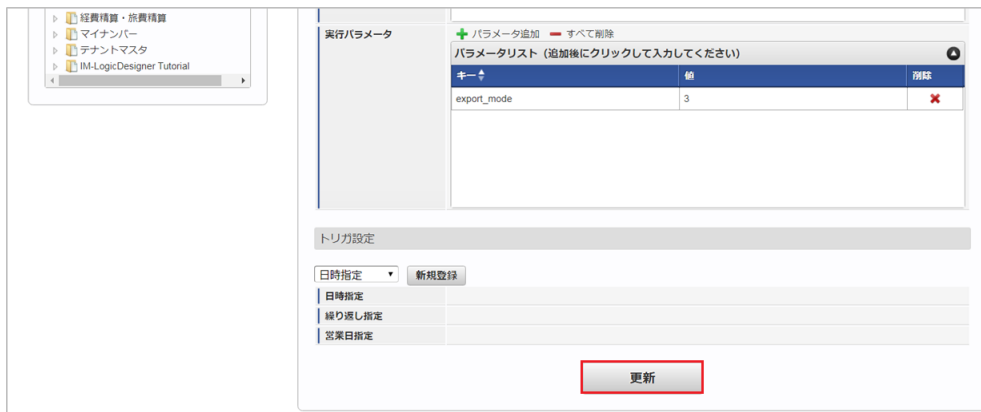 経費精算・旅費精算
マイナンバー
テナントマスタ
IM-LogicDesigner Tutorial
実行パラメータ
パラメータ追加 すべて削除
パラメータリスト（追加後にクリックして入力してください）
キー 値 削除
export_mode 3
トリガ設定
日時指定 新規登録
日時指定
繰り返し指定
営業日指定
更新